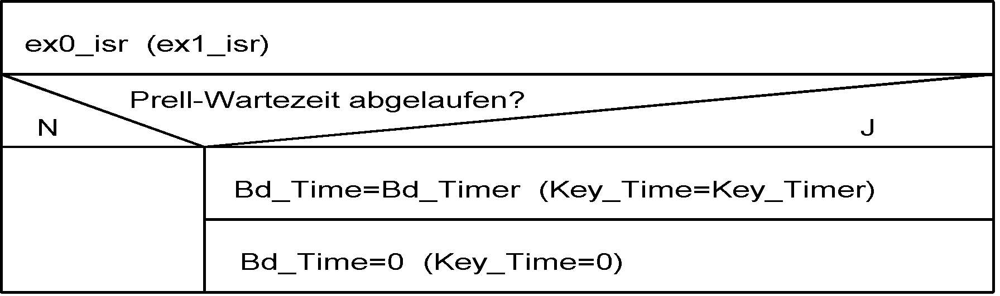 ex0_isr (ex1_isr)
Prell-Wartezeit abgelaufen?
N
J
Bd_Time=Bd_Timer (Key_Time=Key_Timer)
Bd_Time=0 (Key_Time=0)